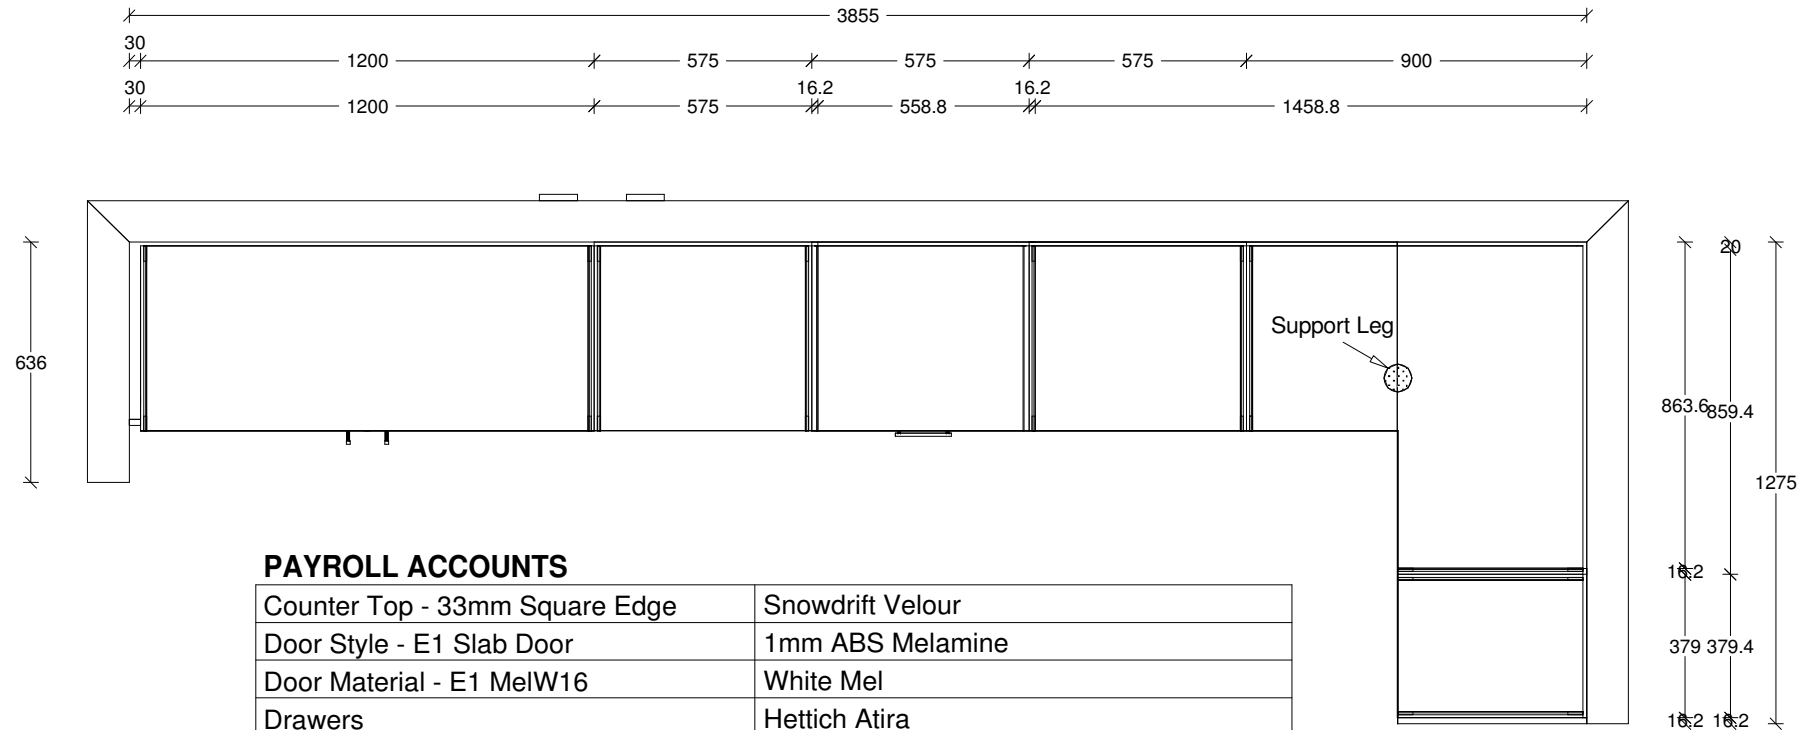 3855
30
1200 575 575 575 900
30 16.2 16.2
1200 575 558.8 1458.8
20
Support Leg
636
863.6 859.4
1275
PAYROLL ACCOUNTS
16.2
Counter Top - 33mm Square Edge Snowdrift Velour
Door Style - E1 Slab Door 1mm ABS Melamine
379 379.4
Door Material - E1 MelW16 White Mel
Drawers Hettich Atira
16.2 16.2